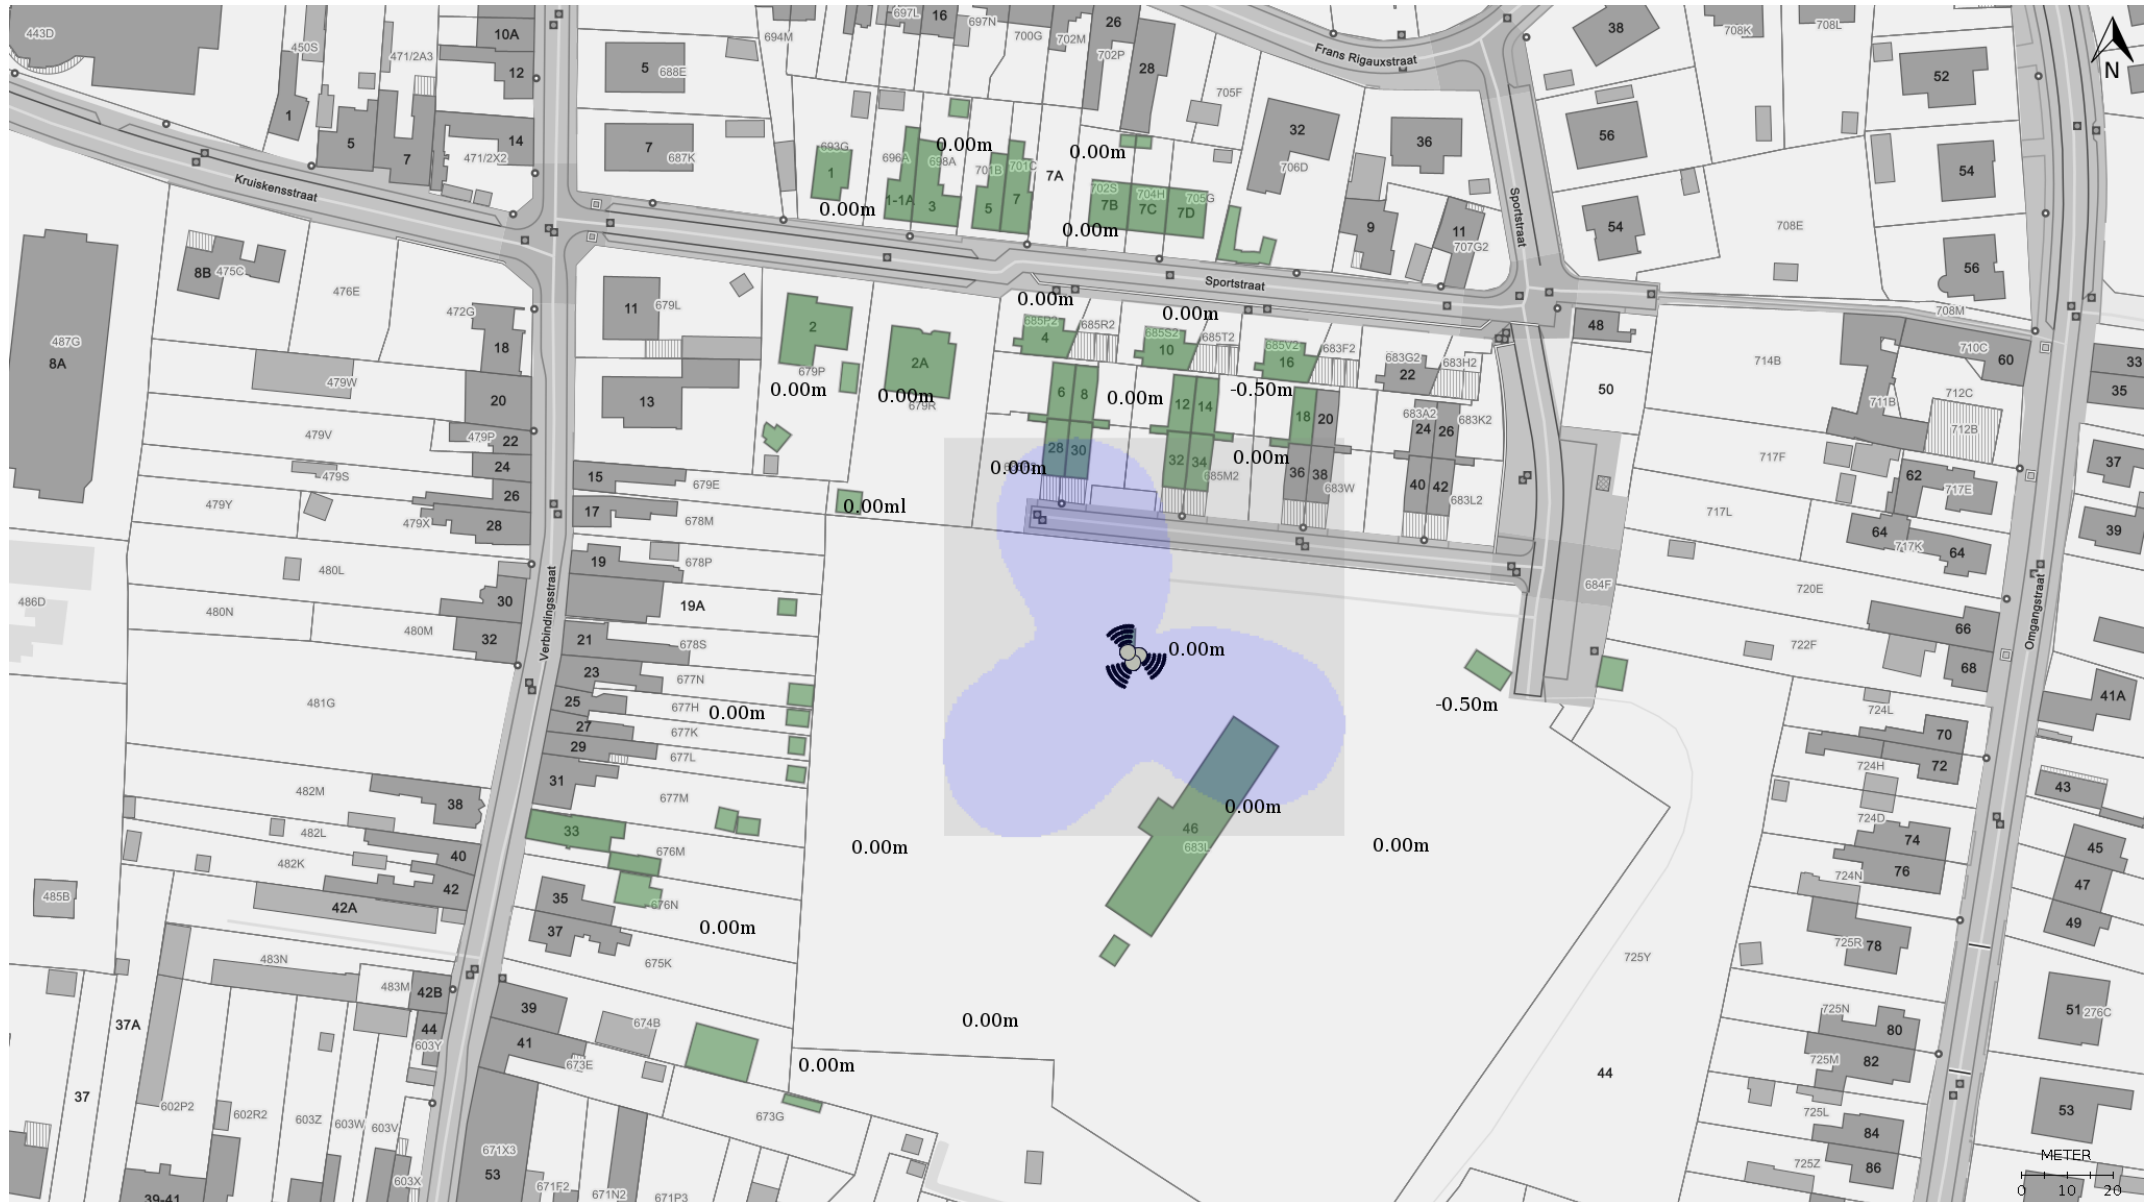 443D
450S
471/2A3
10A
12
694M
697L
16
697N
700G
702M
26
702P
28
705F
Frans Rigauxstraat
38
708K
708L
52
N
1
5
7
14
471/2X2
5
688E
7
687K
0.00m
0.00m
32
706D
36
56
54
Kruiskensstraat
693G
1
696A
698A
1-1A
3
701B
701C
5
7
7A
702S
7B
704H
7C
705G
7D
9
11
707G2
Sportstraat
54
708E
56
0.00m
0.00m
8B
475C
476E
472G
11
679L
Sportstraat
0.00m
0.00m
48
708M
487G
8A
18
2
679P
2A
679R
685P2
4
685R2
685S2
10
685T2
685V2
16
683F2
683G2
22
683H2
714B
710C
60
33
35
479W
20
13
0.00m
0.00m
6
8
0.00m
12
14
-0.50m
18
20
683A2
24
26
683K2
50
711B
712C
712B
479V
479P
22
24
479S
26
479Y
479X
28
15
679E
17
678M
0.00m
28
30
32
34
685M2
0.00m
36
38
683W
40
42
683L2
717F
62
717E
37
717L
64
717K
64
39
0.00ml
480L
486D
30
480N
480M
32
19
678P
19A
Verbindingsstraat
684F
720E
722F
66
68
Omgangstraat
21
678S
23
677N
25
677H
27
677K
29
677L
31
677M
0.00m
0.00m
-0.50m
481G
724L
70
72
724H
41A
43
482M
38
482L
482K
40
42
42A
33
676M
0.00m
46
683L
0.00m
0.00m
724D
74
76
724N
45
47
49
485B
35
37
676N
0.00m
675K
725Y
725R
78
483N
483M
42B
44
603Y
39
41
674B
673E
0.00m
0.00m
37A
37
44
725N
80
725M
82
51
276C
602P2
602R2
603Z
603W
603V
603X
671X3
53
673G
725L
84
86
725Z
53
39-41
671F2
671N2
671P3
METER
0 10 20